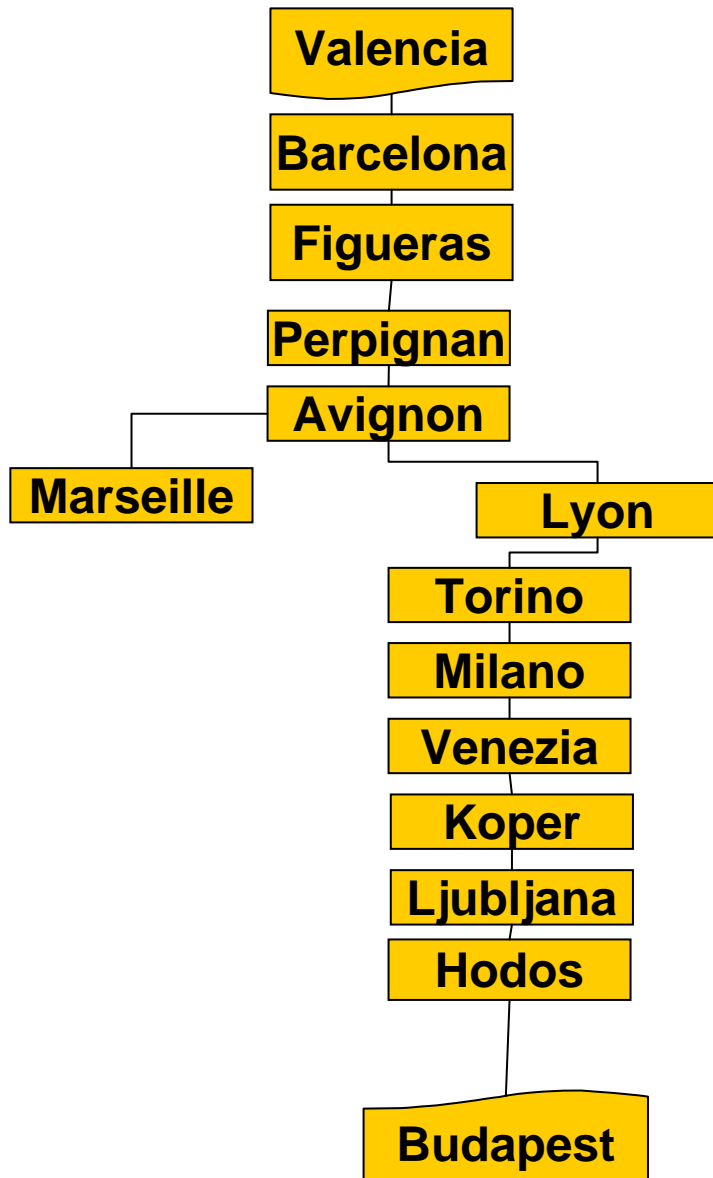 Valencia
Barcelona
Figueras
Perpignan
Avignon
Marseille
Lyon
Torino
Milano
Venezia
Koper
Ljubljana
Hodos
Budapest